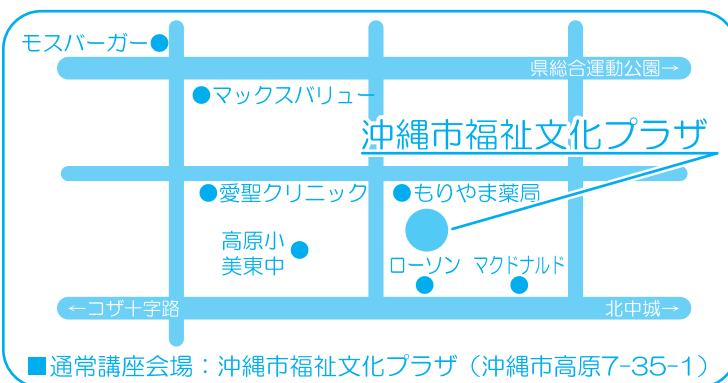 モスバーガー●
県総合運動公園→
●マックスバリュー
沖縄市福祉文化プラザ
●愛聖クリニック
●もりやま薬局
高原小
美東中
ローソン
マクドナルド
←コザ十字路
北中城→
■通常講座会場：沖縄市福祉文化プラザ（沖縄市高原7-35-1）